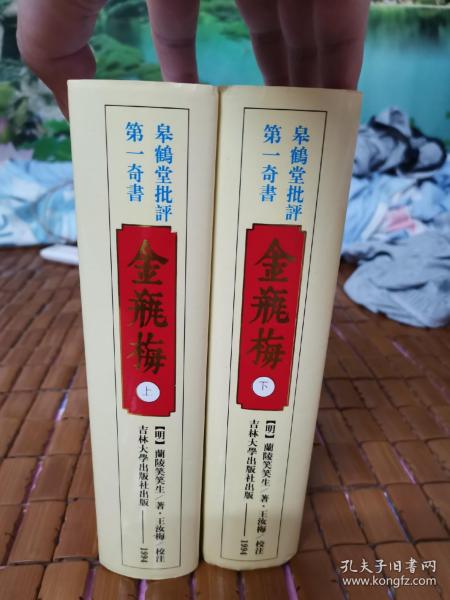 皋鶴堂批評
第一奇書
金瓶梅
上
【明】蘭陵笑笑生／著·王汝梅／校注
吉林大學出版社出版——1994
皋鶴堂批評
第一奇書
金瓶梅
下
【明】蘭陵笑笑生／著·王汝梅／校注
吉林大學出版社出版——1994
孔夫子旧书网
www.kongfz.com